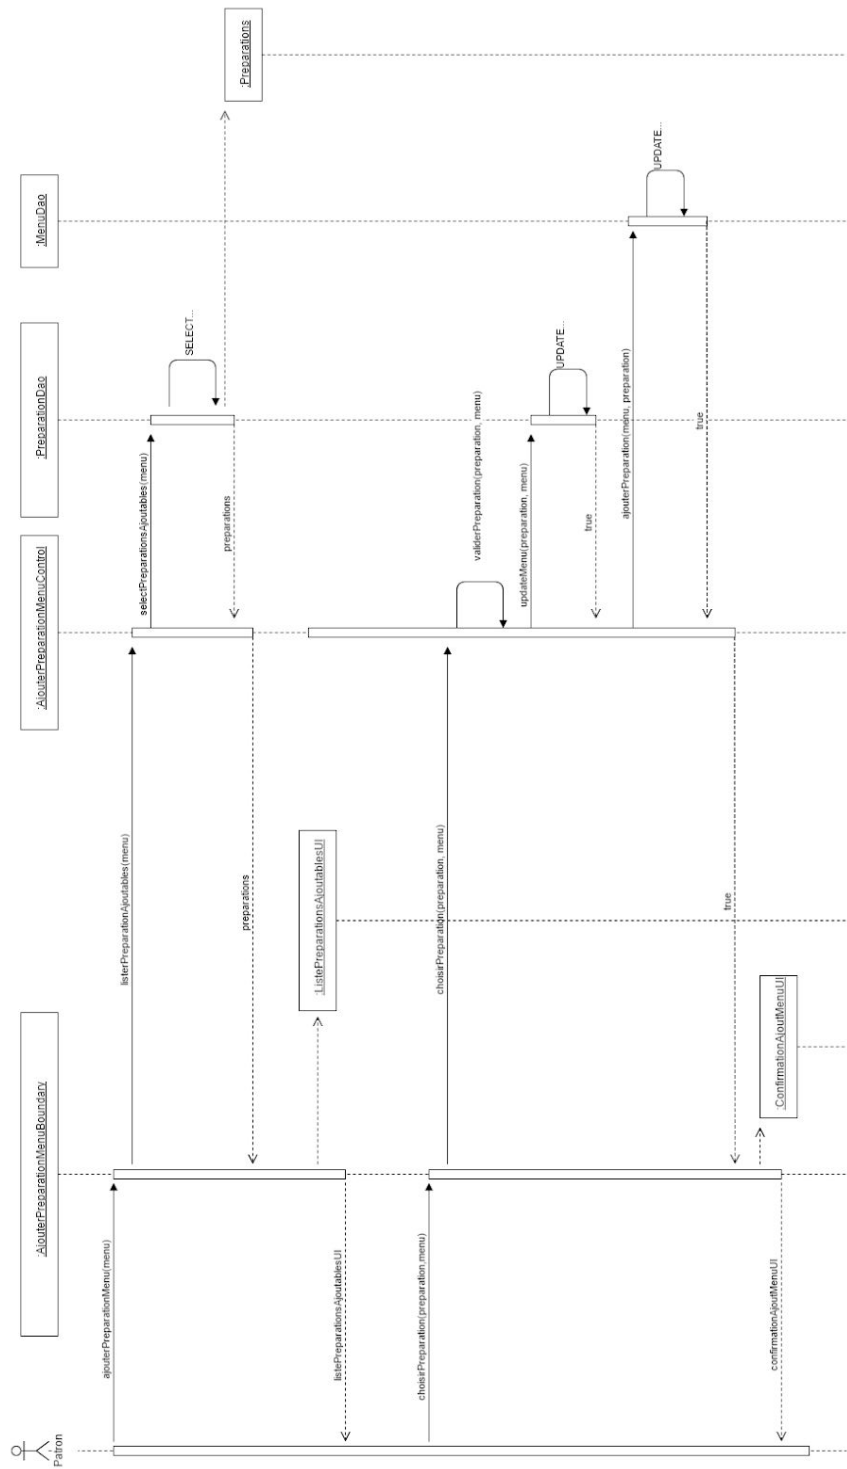 Patron
:AjouterPreparationMenuBoundary
:AjouterPreparationMenuControl
:PreparationDao
:MenuDao
ajouterPreparationMenu(menu)
listerPreparationAjoutables(menu)
selectPreparationsAjoutables(menu)
SELECT...
:Preparations
preparations
preparations
:ListePreparationsAjoutablesUI
listePreparationsAjoutablesUI
choisirPreparation(preparation,menu)
choisirPreparation(preparation, menu)
validerPreparation(preparation, menu)
updateMenu(preparation, menu)
UPDATE...
true
ajouterPreparation(menu, preparation)
UPDATE...
true
true
:ConfirmationAjoutMenuUI
confirmationAjoutMenuUI